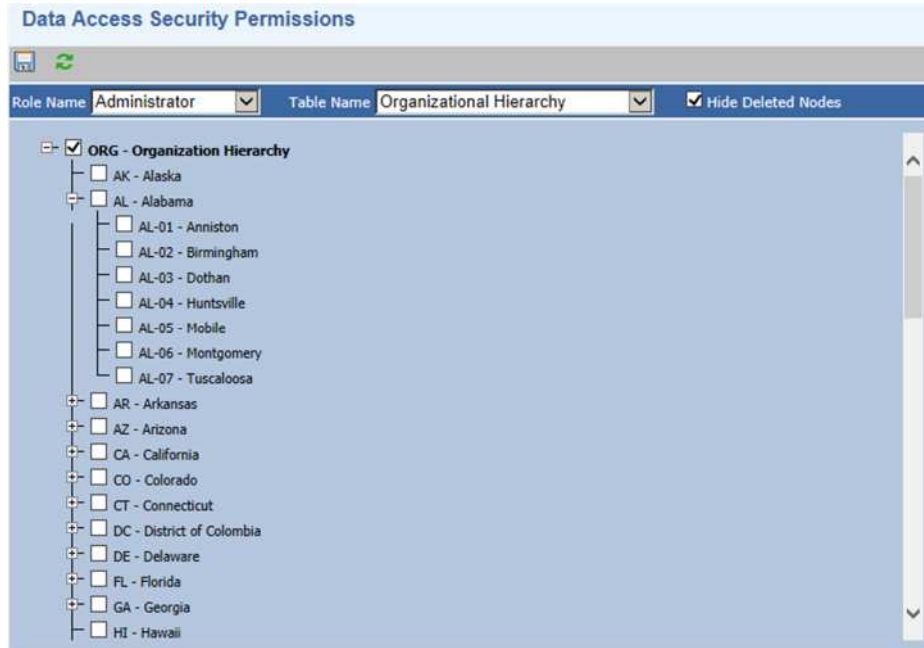 Data Access Security Permissions
Role Name Administrator Table Name Organizational Hierarchy Hide Deleted Nodes
ORG - Organization Hierarchy
AK - Alaska
AL - Alabama
AL-01 - Anniston
AL-02 - Birmingham
AL-03 - Dothan
AL-04 - Huntsville
AL-05 - Mobile
AL-06 - Montgomery
AL-07 - Tuscaloosa
AR - Arkansas
AZ - Arizona
CA - California
CO - Colorado
CT - Connecticut
DC - District of Colombia
DE - Delaware
FL - Florida
GA - Georgia
HI - Hawaii